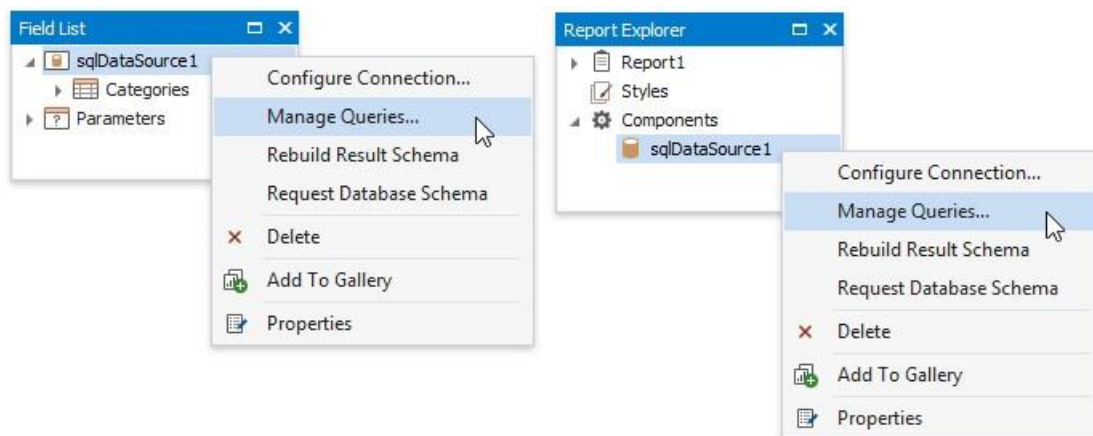 Field List
sqlDataSource1
Categories
? Parameters
Configure Connection...
Manage Queries...
Rebuild Result Schema
Request Database Schema
Delete
Add To Gallery
Properties
Report Explorer
Report1
Styles
Components
sqlDataSource1
Configure Connection...
Manage Queries...
Rebuild Result Schema
Request Database Schema
Delete
Add To Gallery
Properties